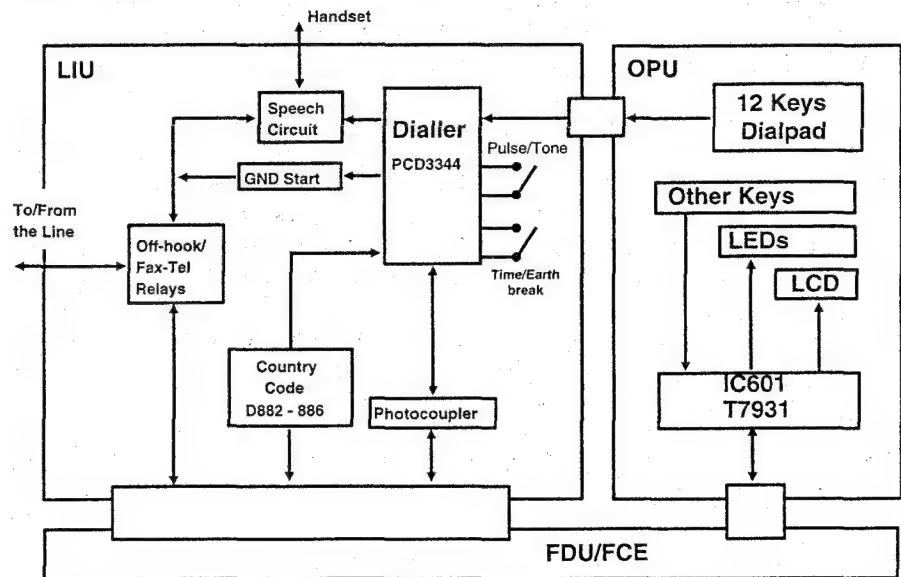 Handset
LIU
OPU
Speech
Circuit
Dialler
PCD3344
12 Keys
Dialpad
Pulse/Tone
GND Start
Other Keys
To/From
the Line
Off-hook/
Fax-Tel
Relays
LEDs
Time/Earth
break
LCD
Country
Code
D882 - 886
Photocoupler
IC601
T7931
FDU/FCE